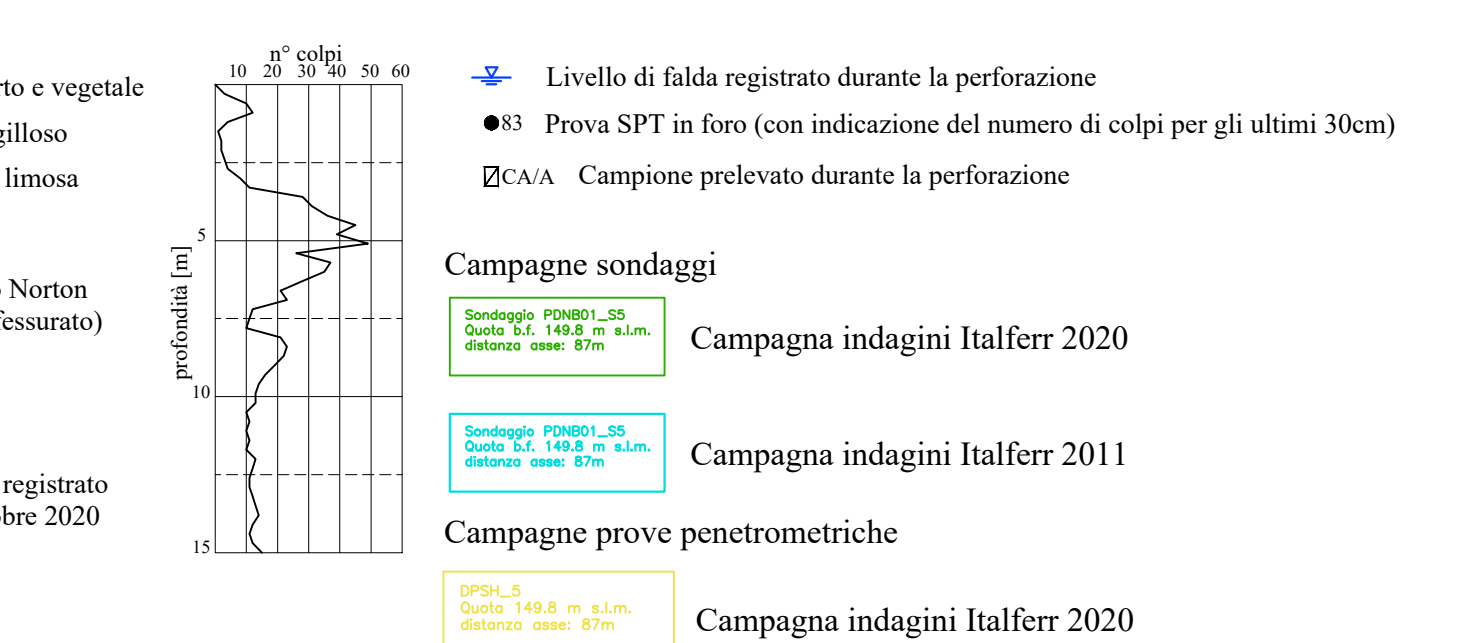 n° colpi
10 20 30 40 50 60
5
10
15
profondità [m]
e vegetale
limosa
Norton
registrato
2020
Livello di falda registrato durante la perforazione
83 Prova SPT in foro (con indicazione del numero di colpi per gli ultimi 30cm)
CA/A Campione prelevato durante la perforazione
Campagne sondaggi
Sondaggio PDNB01_S5
Quota b.f. 149.8 m s.l.m.
distanza asse: 87m
Campagna indagini Italferr 2020
Sondaggio PDNB01_S5
Quota b.f. 149.8 m s.l.m.
distanza asse: 87m
Campagna indagini Italferr 2011
Campagne prove penetrometriche
DPSH_5
Quota 149.8 m s.l.m.
distanza asse: 87m
Campagna indagini Italferr 2020